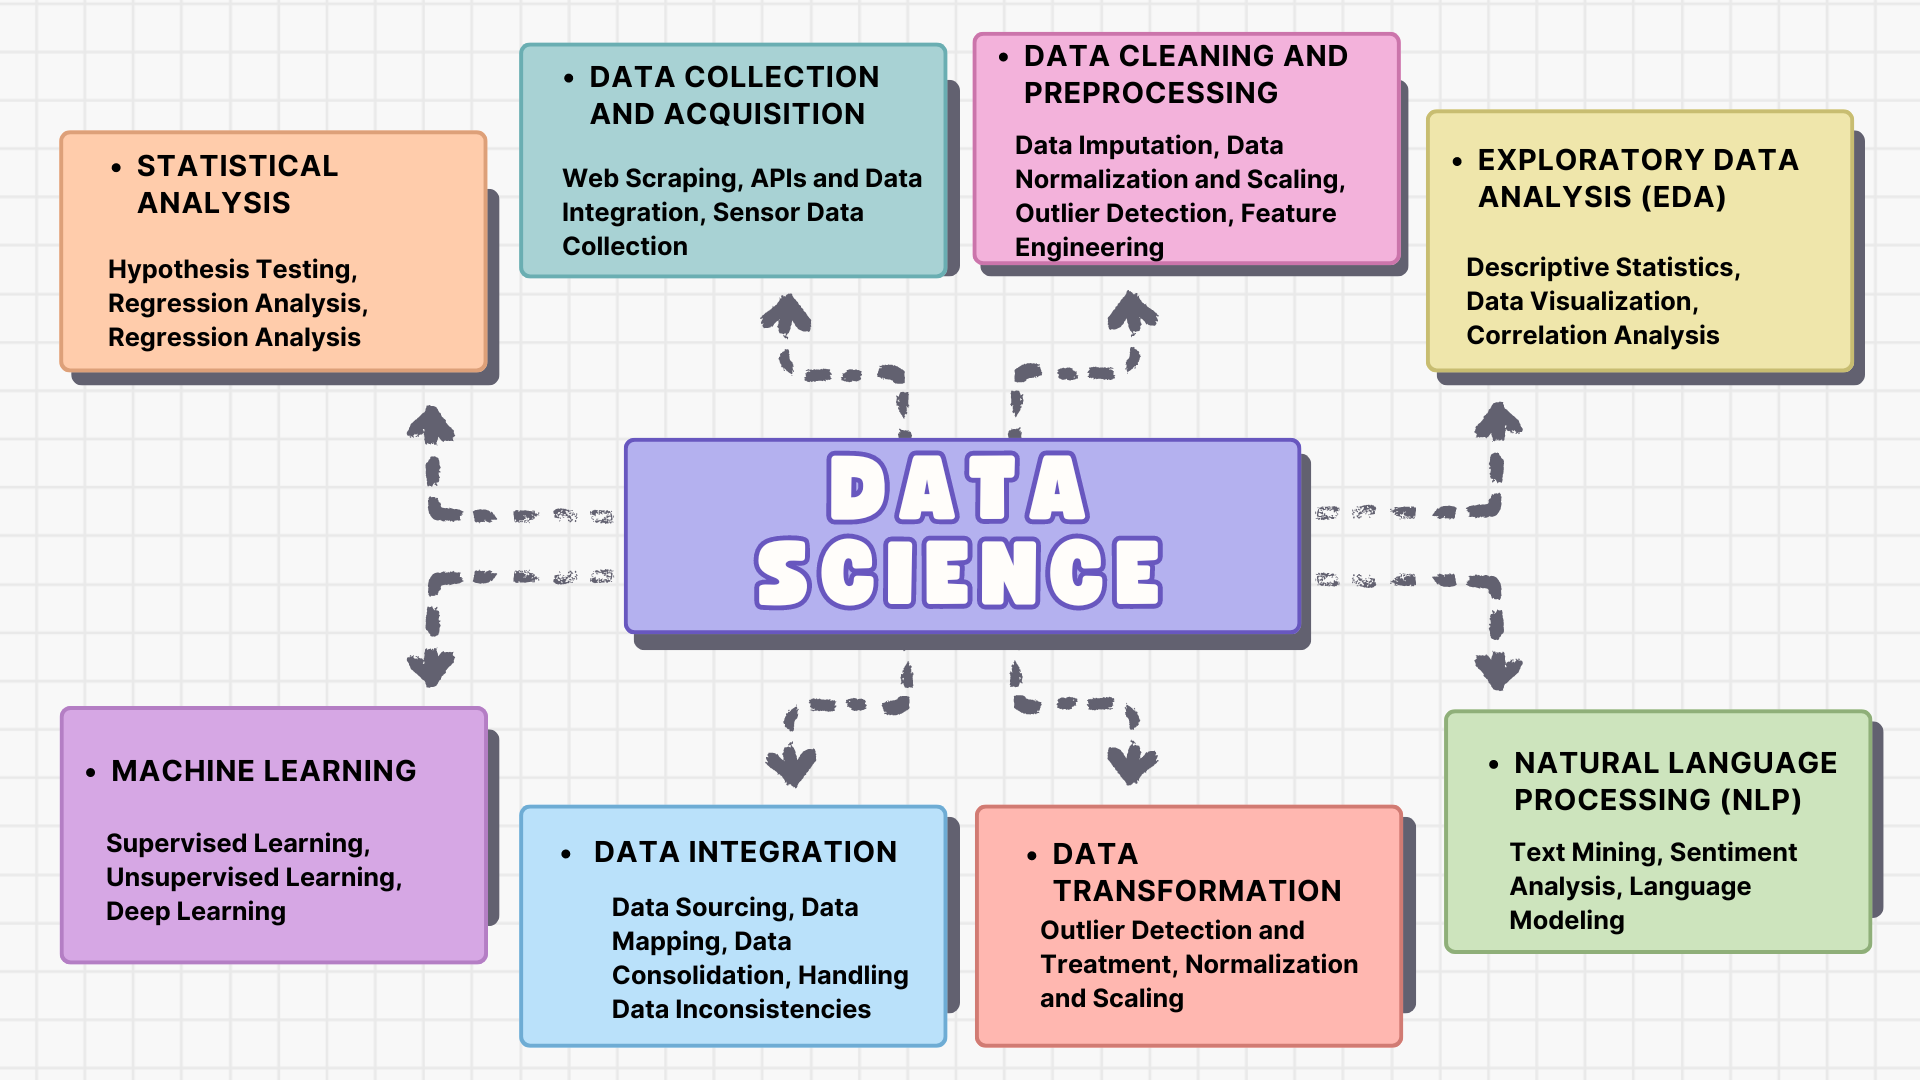 • STATISTICAL
ANALYSIS
Hypothesis Testing,
Regression Analysis,
Regression Analysis
• DATA COLLECTION
AND ACQUISITION
Web Scraping, APIs and Data
Integration, Sensor Data
Collection
• DATA CLEANING AND
PREPROCESSING
Data Imputation, Data
Normalization and Scaling,
Outlier Detection, Feature
Engineering
• EXPLORATORY DATA
ANALYSIS (EDA)
Descriptive Statistics,
Data Visualization,
Correlation Analysis
DATA
SCIENCE
• MACHINE LEARNING
Supervised Learning,
Unsupervised Learning,
Deep Learning
• DATA INTEGRATION
Data Sourcing, Data
Mapping, Data
Consolidation, Handling
Data Inconsistencies
• DATA
TRANSFORMATION
Outlier Detection and
Treatment, Normalization
and Scaling
• NATURAL LANGUAGE
PROCESSING (NLP)
Text Mining, Sentiment
Analysis, Language
Modeling